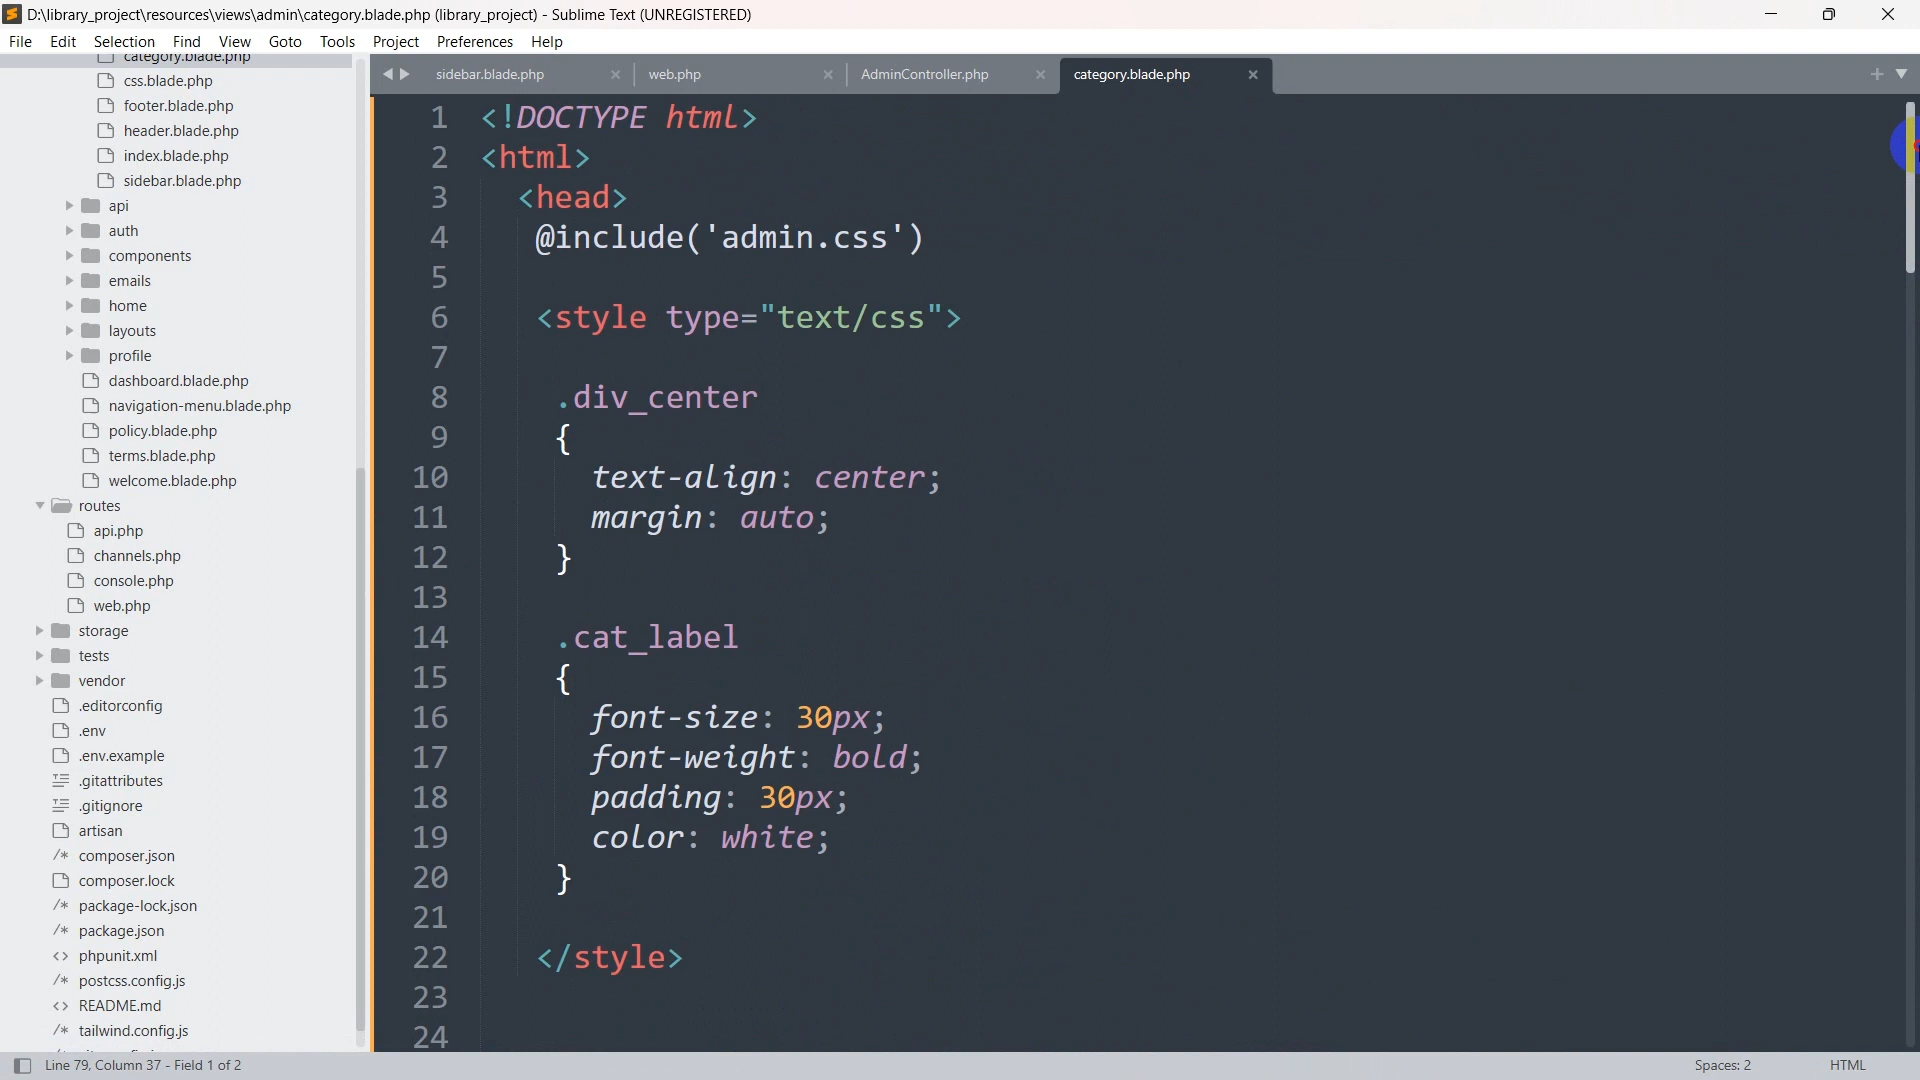 D:\library_project\resources\views\admin\category.blade.php (library_project) - Sublime Text (UNREGISTERED)
File Edit Selection Find View Goto Tools Project Preferences Help
category.blade.php
css.blade.php
footer.blade.php
header.blade.php
index.blade.php
sidebar.blade.php
api
auth
components
emails
home
layouts
profile
dashboard.blade.php
navigation-menu.blade.php
policy.blade.php
terms.blade.php
welcome.blade.php
routes
api.php
channels.php
console.php
web.php
storage
tests
vendor
.editorconfig
.env
.env.example
.gitattributes
.gitignore
artisan
/* composer.json
composer.lock
/* package-lock.json
/* package.json
<> phpunit.xml
/* postcss.config.js
<> README.md
/* tailwind.config.js
sidebar.blade.php × web.php × AdminController.php × category.blade.php ×
1 <!DOCTYPE html>
2 <html>
3 <head>
4 @include('admin.css')
5
6 <style type="text/css">
7
8 .div_center
9 {
10 text-align: center;
11 margin: auto;
12 }
13
14 .cat_label
15 {
16 font-size: 30px;
17 font-weight: bold;
18 padding: 30px;
19 color: white;
20 }
21
22 </style>
23
24
Line 79, Column 37 - Field 1 of 2 Spaces: 2 HTML